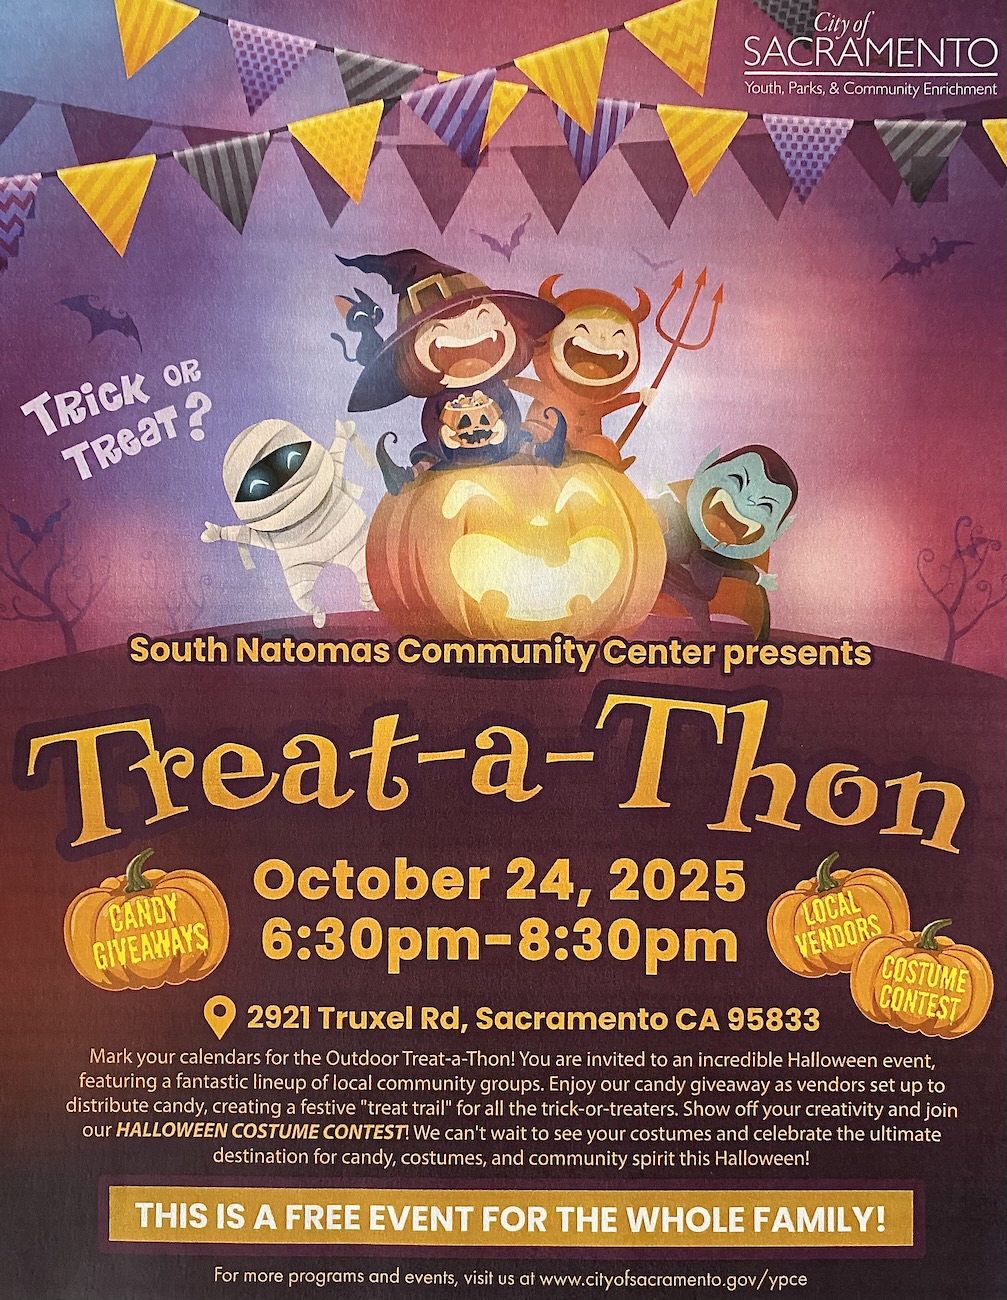 City of
SACRAMENTO
Youth, Parks, & Community Enrichment
TRiCK OR
TReaT?
South Natomas Community Center presents
Treat-a-Thon
October 24, 2025
6:30pm-8:30pm
CANDY
GIVEAWAYS
LOCAL
VENDORS
COSTUME
CONTEST
2921 Truxel Rd, Sacramento CA 95833
Mark your calendars for the Outdoor Treat-a-Thon! You are invited to an incredible Halloween event,
featuring a fantastic lineup of local community groups. Enjoy our candy giveaway as vendors set up to
distribute candy, creating a festive "treat trail" for all the trick-or-treaters. Show off your creativity and join
our HALLOWEEN COSTUME CONTEST! We can't wait to see your costumes and celebrate the ultimate
destination for candy, costumes, and community spirit this Halloween!
THIS IS A FREE EVENT FOR THE WHOLE FAMILY!
For more programs and events, visit us at www.cityofsacramento.gov/ypce